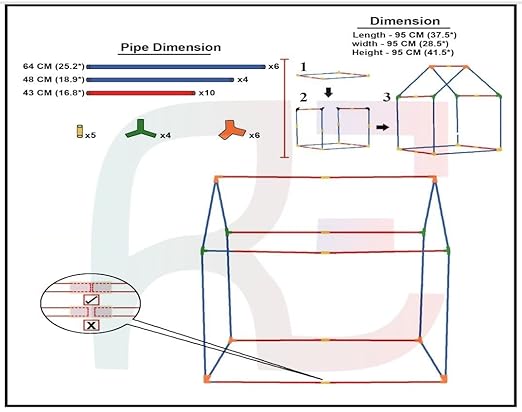 Dimension
Length - 95 CM (37.5")
width - 95 CM (28.5")
Height - 95 CM (41.5")
Pipe Dimension
64 CM (25.2") x6
48 CM (18.9") x4
43 CM (16.8") x10
x5 x4 x6
1
2
3
X